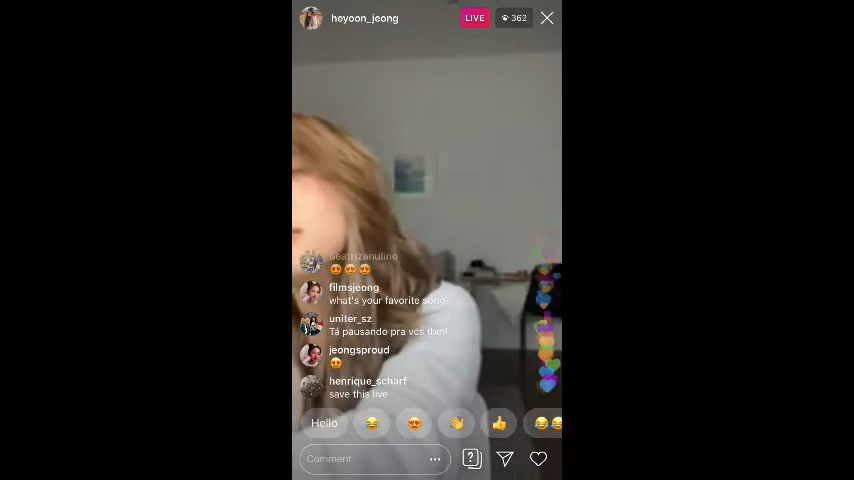 heyoon_jeong
LIVE
362
beatrizanulino
😍😍😍
filmsjeong
what's your favorite song?
uniter_sz
Tá pausando pra vcs tbm!
jeongsproud
😍
henrique_scharf
save this live
Hello 😂 😍 👋 👍 😂😂
Comment